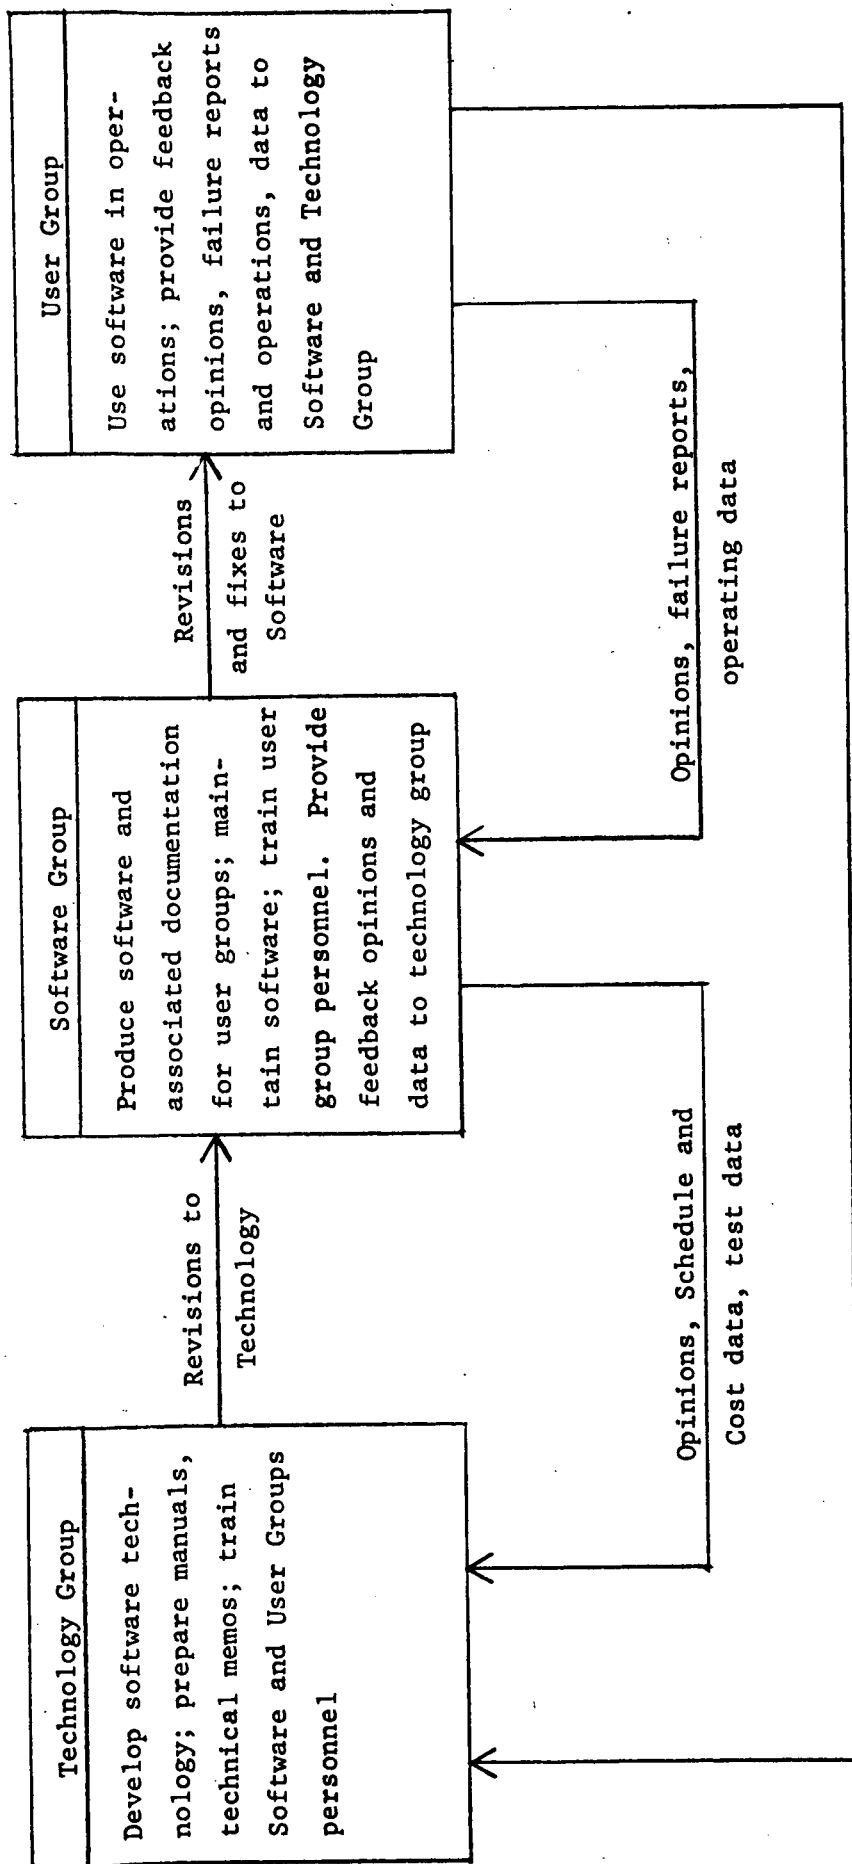 Technology Group
Develop software tech-
nology; prepare manuals,
technical memos; train
Software and User Groups
personnel
Revisions to
Technology
Software Group
Produce software and
associated documentation
for user groups; main-
tain software; train user
group personnel. Provide
feedback opinions and
data to technology group
Revisions
and fixes to
Software
User Group
Use software in oper-
ations; provide feedback
opinions, failure reports
and operations, data to
Software and Technology
Group
Opinions, Schedule and
Cost data, test data
Opinions, failure reports,
operating data